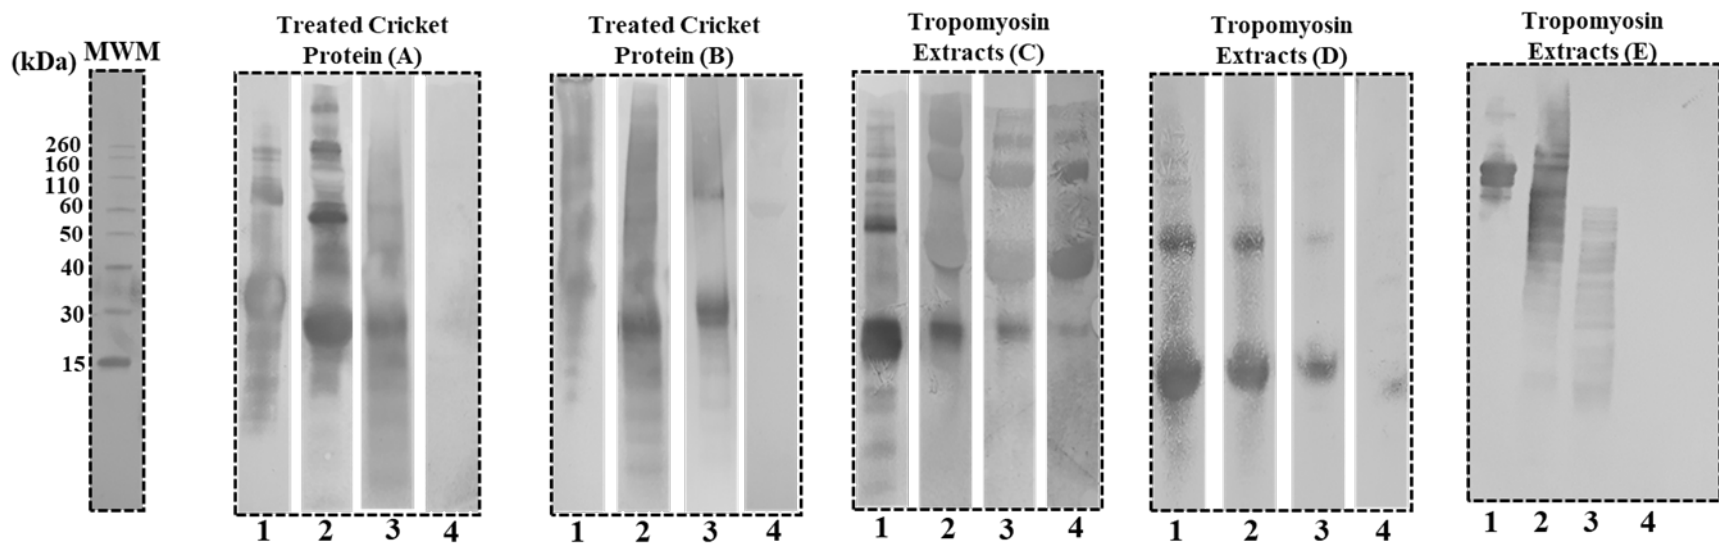 (kDa) MWM
260
160
110
60
50
40
30
15
Treated Cricket
Protein (A)
1 2 3 4
Treated Cricket
Protein (B)
1 2 3 4
Tropomyosin
Extracts (C)
1 2 3 4
Tropomyosin
Extracts (D)
1 2 3 4
Tropomyosin
Extracts (E)
1 2 3 4